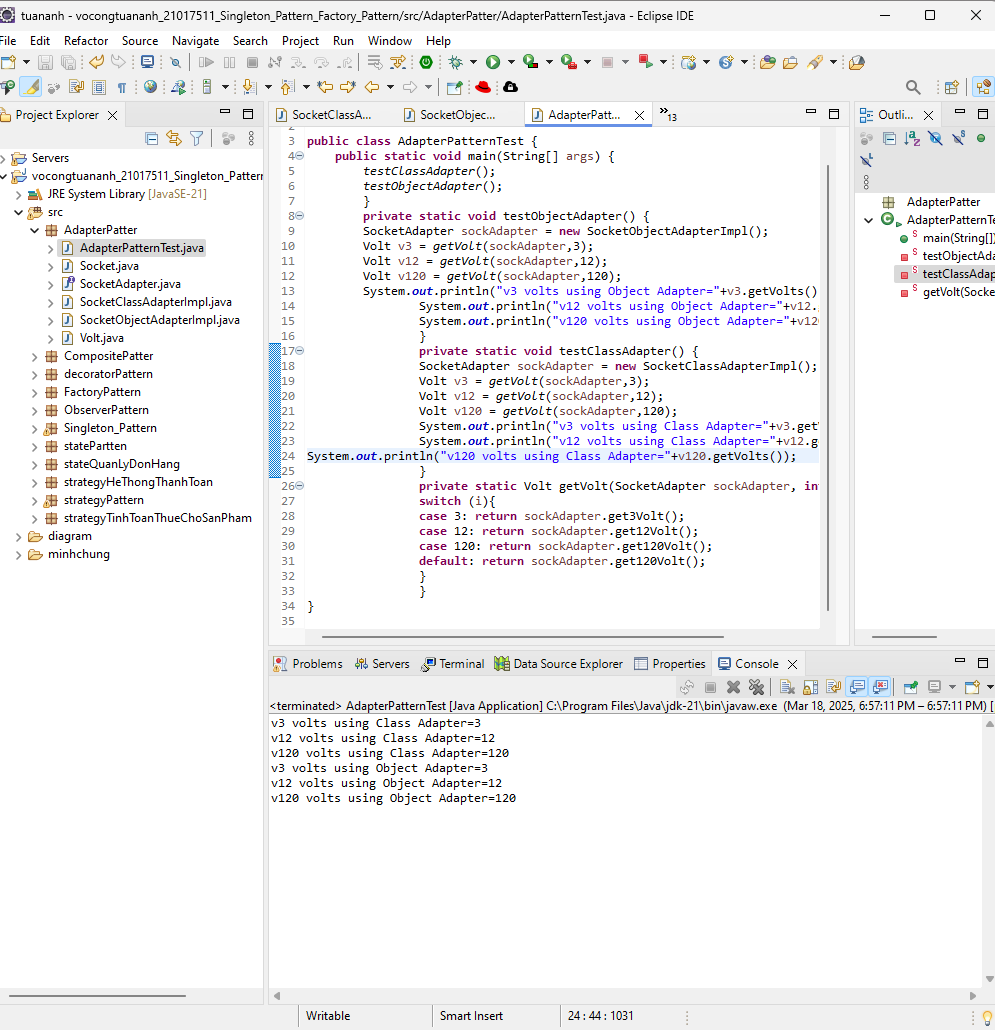 tuananh - vocongtuananh_21017511_Singleton_Pattern_Factory_Pattern/src/AdapterPatter/AdapterPatternTest.java - Eclipse IDE
File Edit Refactor Source Navigate Search Project Run Window Help
Project Explorer
Servers
vocongtuananh_21017511_Singleton_Pattern
JRE System Library [JavaSE-21]
src
AdapterPatter
AdapterPatternTest.java
Socket.java
SocketAdapter.java
SocketClassAdapterImpl.java
SocketObjectAdapterImpl.java
Volt.java
CompositePatter
decoratorPattern
FactoryPattern
ObserverPattern
Singleton_Pattern
statePartten
stateQuanLyDonHang
strategyHeThongThanhToan
strategyPattern
strategyTinhToanThueChoSanPham
diagram
minhchung
SocketClassA... SocketObjec... AdapterPatt... »13
2
3 public class AdapterPatternTest {
4 public static void main(String[] args) {
5 testClassAdapter();
6 testObjectAdapter();
7 }
8 private static void testObjectAdapter() {
9 SocketAdapter sockAdapter = new SocketObjectAdapterImpl();
10 Volt v3 = getVolt(sockAdapter,3);
11 Volt v12 = getVolt(sockAdapter,12);
12 Volt v120 = getVolt(sockAdapter,120);
13 System.out.println("v3 volts using Object Adapter="+v3.getVolts()
14 System.out.println("v12 volts using Object Adapter="+v12.
15 System.out.println("v120 volts using Object Adapter="+v12
16 }
17 private static void testClassAdapter() {
18 SocketAdapter sockAdapter = new SocketClassAdapterImpl();
19 Volt v3 = getVolt(sockAdapter,3);
20 Volt v12 = getVolt(sockAdapter,12);
21 Volt v120 = getVolt(sockAdapter,120);
22 System.out.println("v3 volts using Class Adapter="+v3.get
23 System.out.println("v12 volts using Class Adapter="+v12.g
24 System.out.println("v120 volts using Class Adapter="+v120.getVolts());
25 }
26 private static Volt getVolt(SocketAdapter sockAdapter, in
27 switch (i){
28 case 3: return sockAdapter.get3Volt();
29 case 12: return sockAdapter.get12Volt();
30 case 120: return sockAdapter.get120Volt();
31 default: return sockAdapter.get120Volt();
32 }
33 }
34 }
35
Outli...
AdapterPatter
AdapterPatternTe
main(String[])
testObjectAda
testClassAdap
getVolt(Socke
Problems Servers Terminal Data Source Explorer Properties Console
<terminated> AdapterPatternTest [Java Application] C:\Program Files\Java\jdk-21\bin\javaw.exe (Mar 18, 2025, 6:57:11 PM – 6:57:11 PM) [
v3 volts using Class Adapter=3
v12 volts using Class Adapter=12
v120 volts using Class Adapter=120
v3 volts using Object Adapter=3
v12 volts using Object Adapter=12
v120 volts using Object Adapter=120
Writable Smart Insert 24 : 44 : 1031